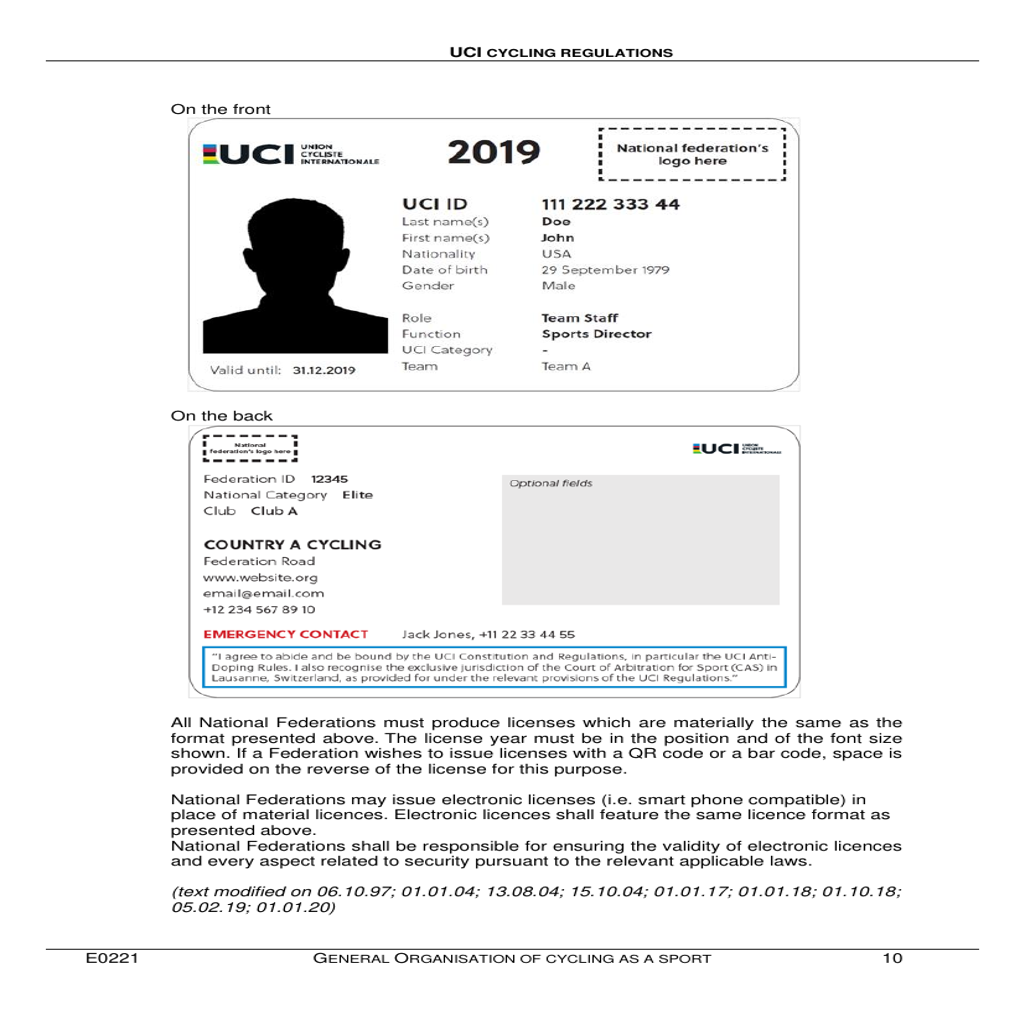 UCI CYCLING REGULATIONS
On the front
UCI UNION CYCLISTE INTERNATIONALE
2019
National federation's
logo here
UCI ID 111 222 333 44
Last name(s) Doe
First name(s) John
Nationality USA
Date of birth 29 September 1979
Gender Male
Role Team Staff
Function Sports Director
UCI Category -
Team Team A
Valid until: 31.12.2019
On the back
National
federation's logo here
UCI UNION CYCLISTE INTERNATIONALE
Federation ID 12345
National Category Elite
Club Club A
Optional fields
COUNTRY A CYCLING
Federation Road
www.website.org
email@email.com
+12 234 567 89 10
EMERGENCY CONTACT Jack Jones, +11 22 33 44 55
"I agree to abide and be bound by the UCI Constitution and Regulations, in particular the UCI Anti-
Doping Rules. I also recognise the exclusive jurisdiction of the Court of Arbitration for Sport (CAS) in
Lausanne, Switzerland, as provided for under the relevant provisions of the UCI Regulations."
All National Federations must produce licenses which are materially the same as the
format presented above. The license year must be in the position and of the font size
shown. If a Federation wishes to issue licenses with a QR code or a bar code, space is
provided on the reverse of the license for this purpose.
National Federations may issue electronic licenses (i.e. smart phone compatible) in
place of material licences. Electronic licences shall feature the same licence format as
presented above.
National Federations shall be responsible for ensuring the validity of electronic licences
and every aspect related to security pursuant to the relevant applicable laws.
(text modified on 06.10.97; 01.01.04; 13.08.04; 15.10.04; 01.01.17; 01.01.18; 01.10.18;
05.02.19; 01.01.20)
E0221 GENERAL ORGANISATION OF CYCLING AS A SPORT 10